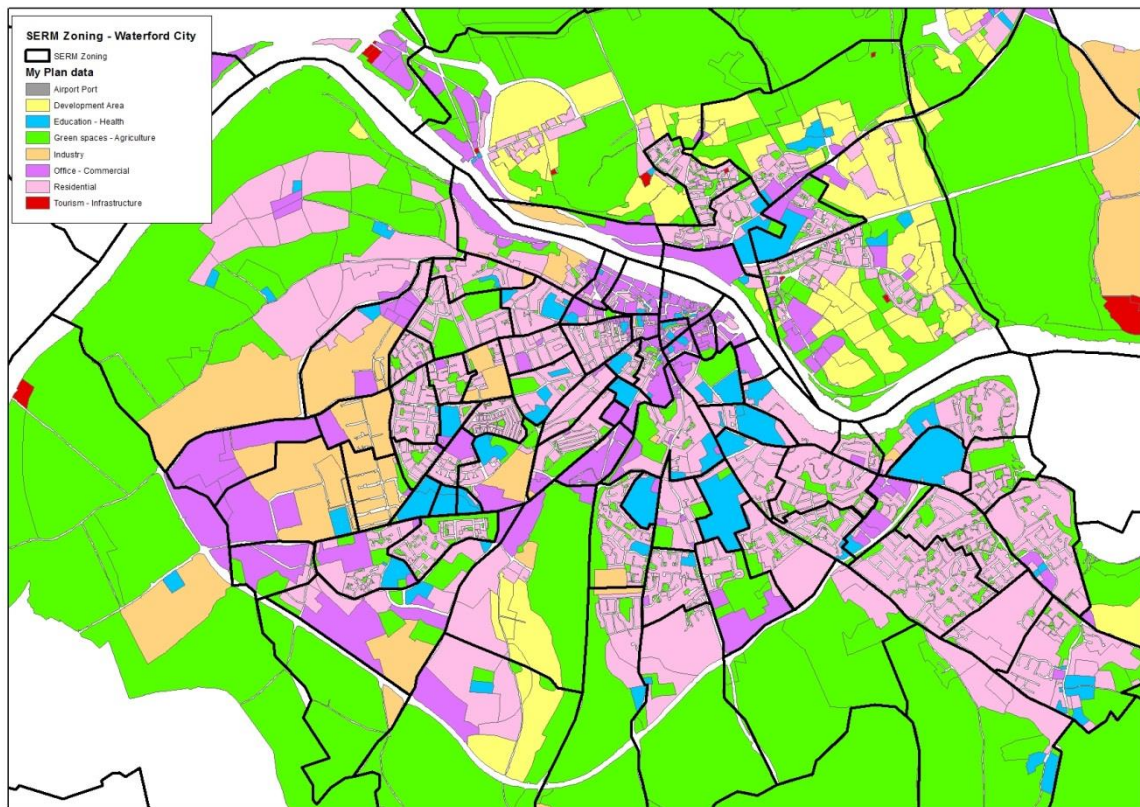 SERM Zoning - Waterford City
SERM Zoning
My Plan data
Airport Port
Development Area
Education - Health
Green spaces - Agriculture
Industry
Office - Commercial
Residential
Tourism - Infrastructure